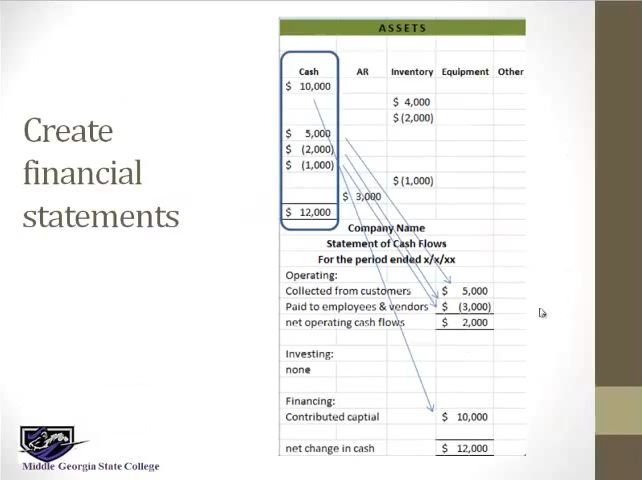 Create
financial
statements
ASSETS
Cash AR Inventory Equipment Other
$ 10,000
$ 4,000
$ (2,000)
$ 5,000
$ (2,000)
$ (1,000)
$ (1,000)
$ 3,000
$ 12,000
Company Name
Statement of Cash Flows
For the period ended x/x/xx
Operating:
Collected from customers $ 5,000
Paid to employees & vendors $ (3,000)
net operating cash flows $ 2,000
Investing:
none
Financing:
Contributed captial $ 10,000
net change in cash $ 12,000
Middle Georgia State College